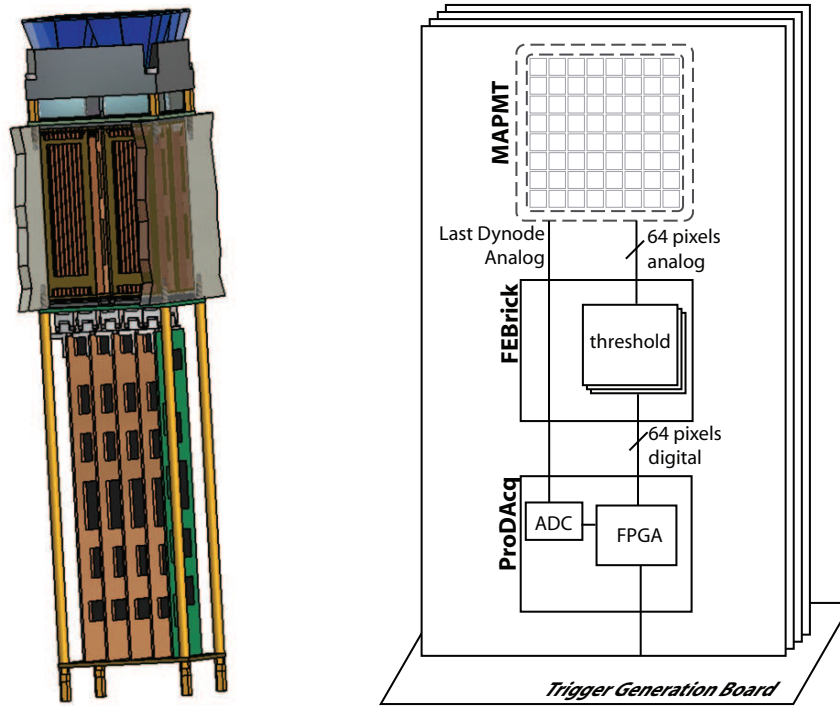 MAPMT
Last Dynode
Analog
64 pixels
analog
FEBrick
threshold
64 pixels
digital
ProDAcq
ADC
FPGA
Trigger Generation Board